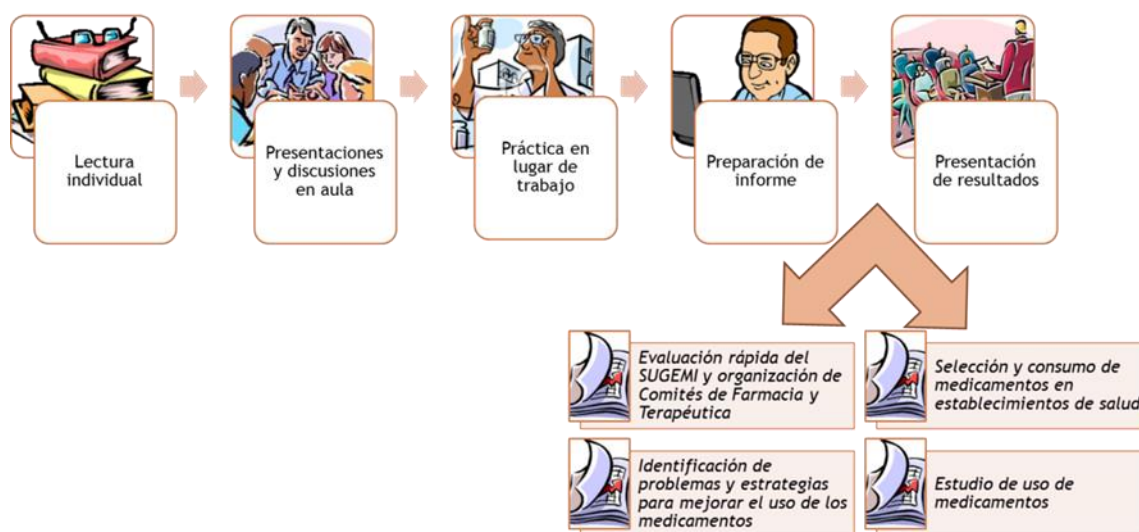 Lectura
individual
Presentaciones
y discusiones
en aula
Práctica en
lugar de
trabajo
Preparación de
informe
Presentación
de resultados
Evaluación rápida del
SUGEMI y organización de
Comités de Farmacia y
Terapéutica
Selección y consumo de
medicamentos en
establecimientos de salud
Identificación de
problemas y estrategias
para mejorar el uso de los
medicamentos
Estudio de uso de
medicamentos